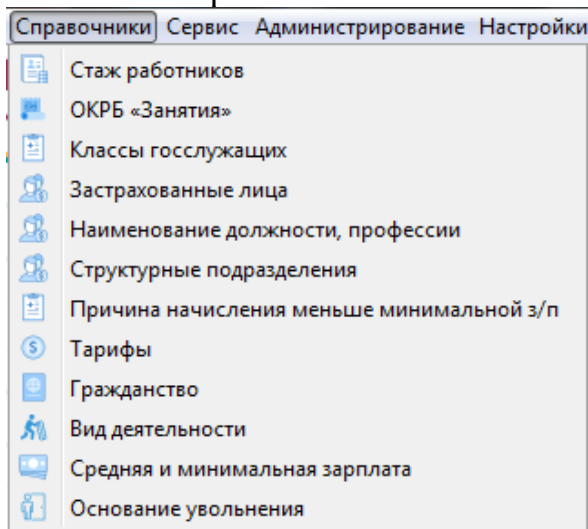 Справочники Сервис Администрирование Настройки
Стаж работников
ОКРБ «Занятия»
Классы госслужащих
Застрахованные лица
Наименование должности, профессии
Структурные подразделения
Причина начисления меньше минимальной з/п
Тарифы
Гражданство
Вид деятельности
Средняя и минимальная зарплата
Основание увольнения